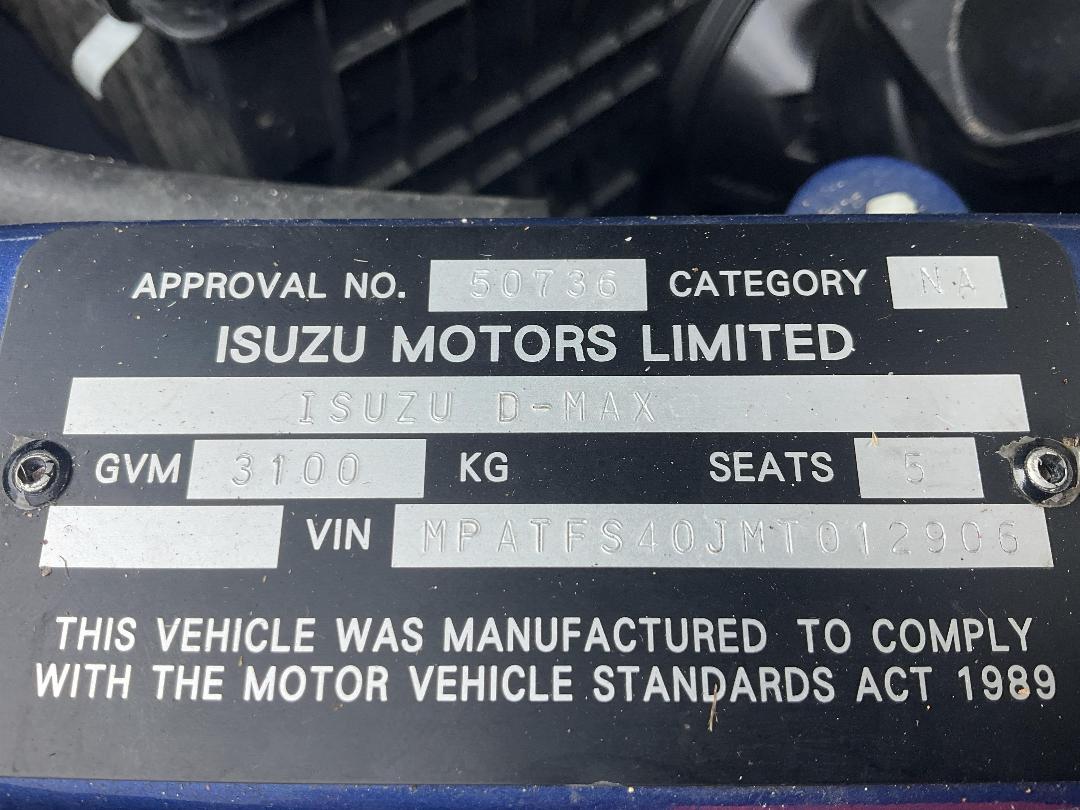 APPROVAL NO. 50736 CATEGORY NA
ISUZU MOTORS LIMITED
ISUZU D-MAX
GVM 3100 KG SEATS 5
VIN MPATFS40JMT012906
THIS VEHICLE WAS MANUFACTURED TO COMPLY
WITH THE MOTOR VEHICLE STANDARDS ACT 1989